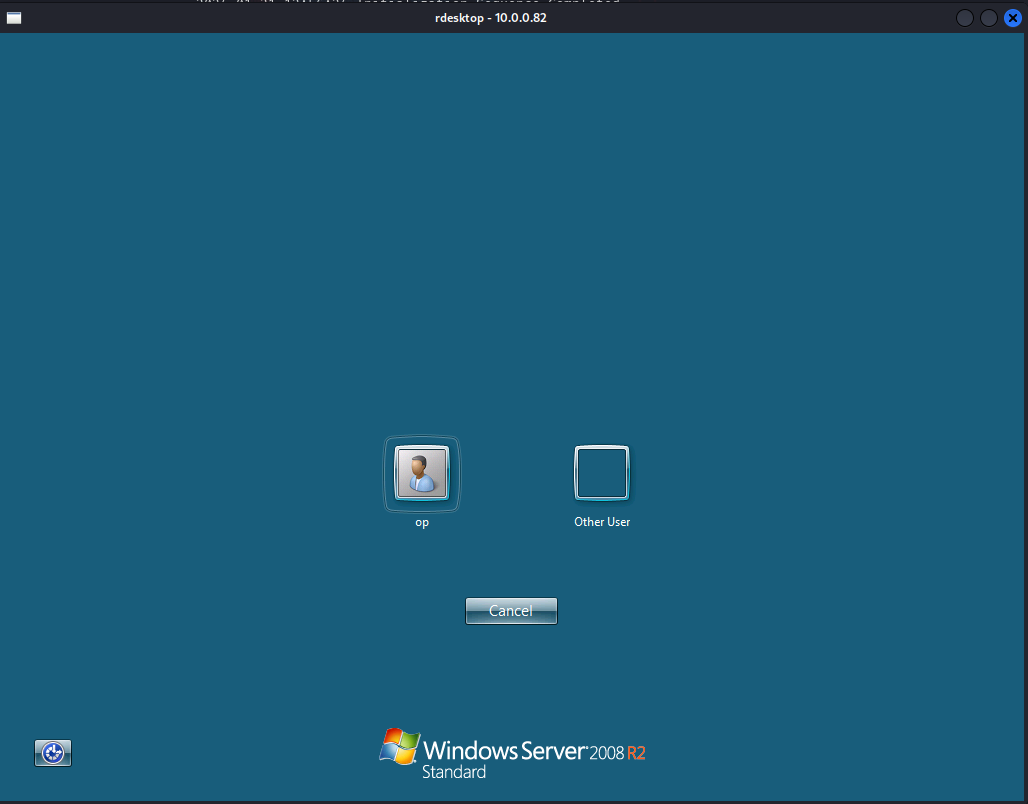 rdesktop - 10.0.0.82
op
Other User
Cancel
Windows Server 2008 R2
Standard